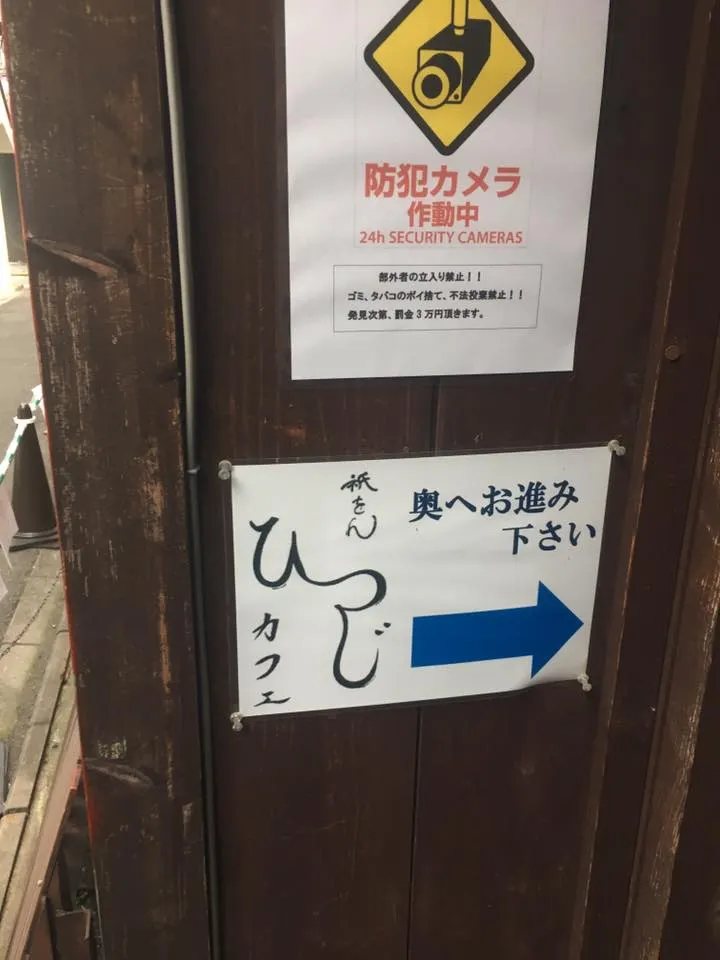 防犯カメラ
作動中
24h SECURITY CAMERAS
部外者の立入り禁止！！
ゴミ、タバコのポイ捨て、不法投棄禁止！！
発見次第、罰金3万円頂きます。
祇をん
ひつじ
カフェ
奥へお進み
下さい